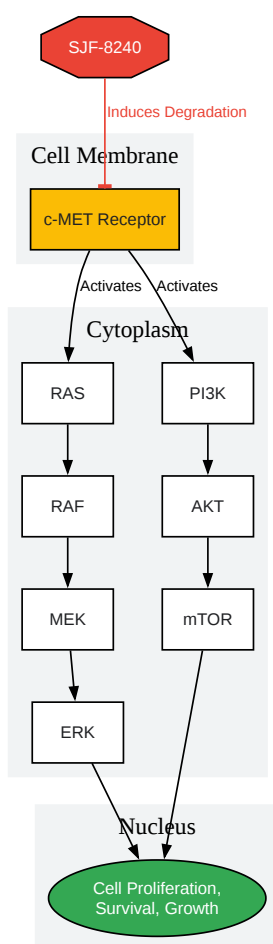 SJF-8240
Induces Degradation
Cell Membrane
c-MET Receptor
Activates
Activates
Cytoplasm
RAS
PI3K
RAF
AKT
MEK
mTOR
ERK
Nucleus
Cell Proliferation,
Survival, Growth